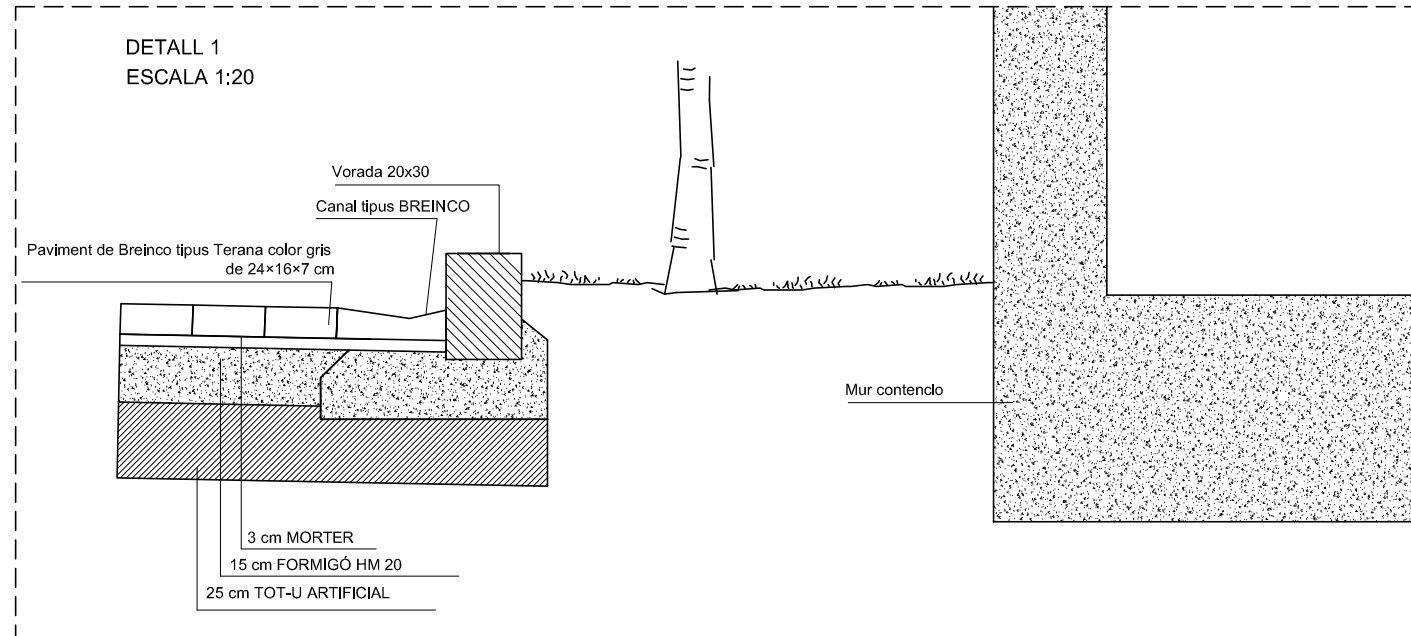 DETALL 1
ESCALA 1:20
Vorada 20x30
Canal tipus BREINCO
Paviment de Breinco tipus Terana color gris
de 24×16×7 cm
Mur contencIo
3 cm MORTER
15 cm FORMIGÓ HM 20
25 cm TOT-U ARTIFICIAL